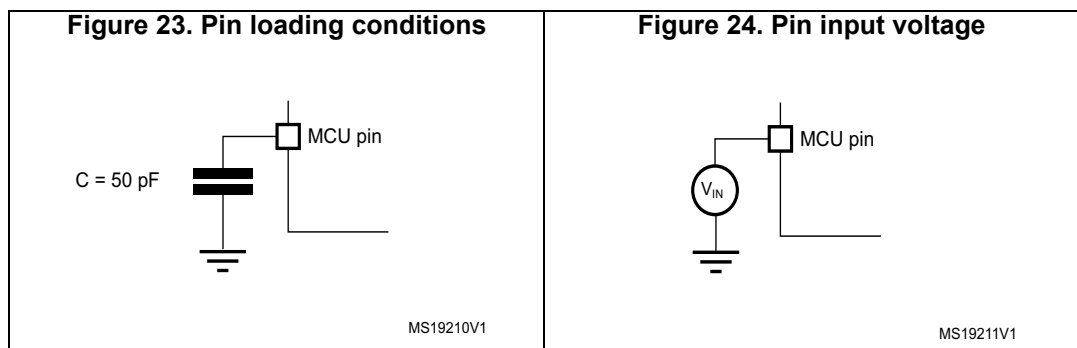 Figure 23. Pin loading conditions
MCU pin
C = 50 pF
MS19210V1
Figure 24. Pin input voltage
MCU pin
VIN
MS19211V1